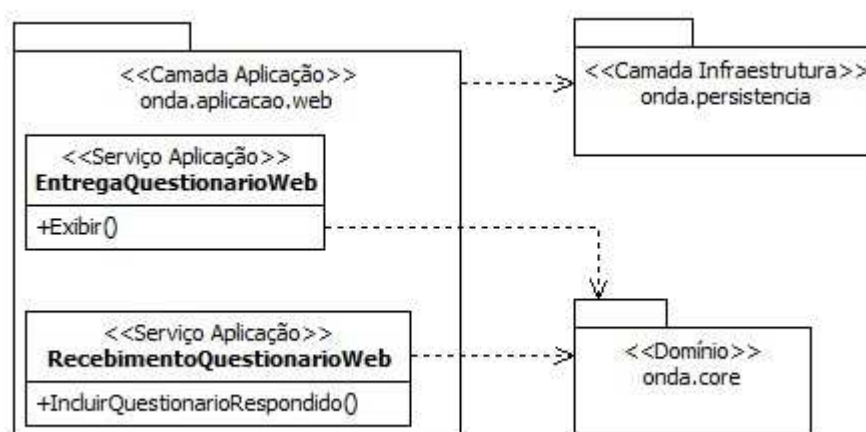 <<Camada Aplicação>>
onda.aplicacao.web
<<Serviço Aplicação>>
EntregaQuestionarioWeb
+Exibir()
<<Serviço Aplicação>>
RecebimentoQuestionarioWeb
+IncluirQuestionarioRespondido()
<<Camada Infraestrutura>>
onda.persistencia
<<Domínio>>
onda.core